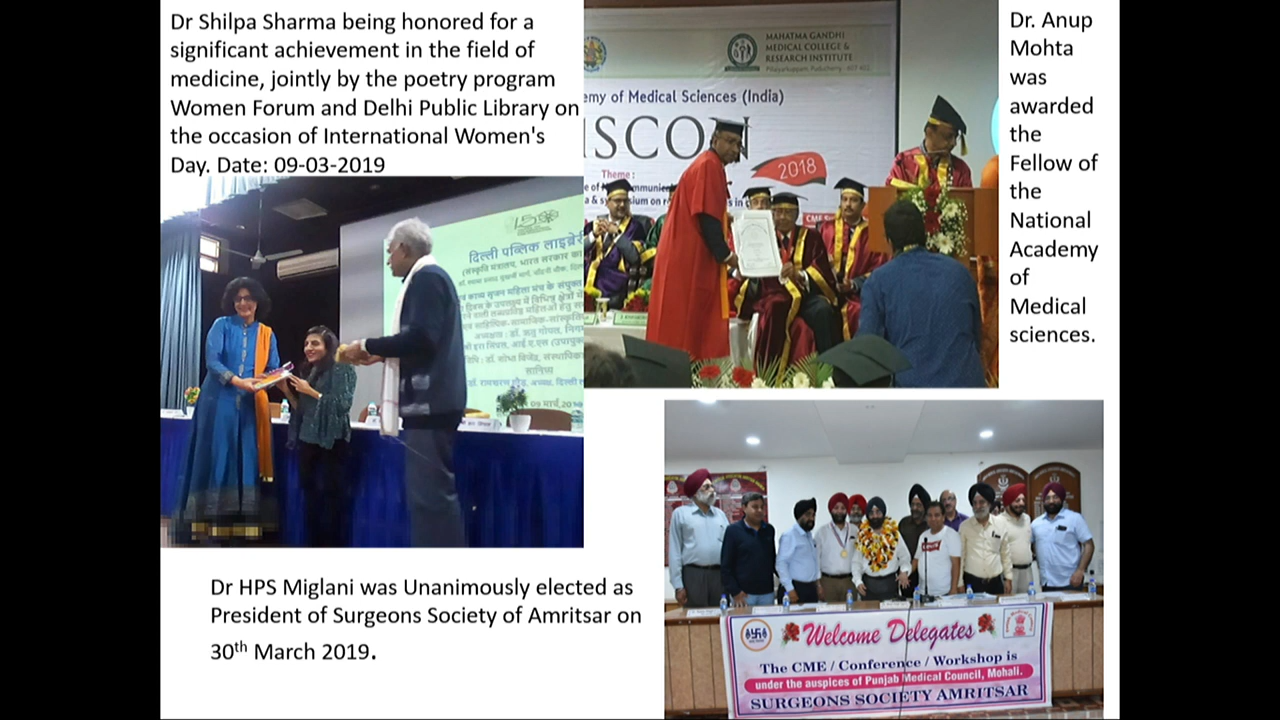 Dr Shilpa Sharma being honored for a
significant achievement in the field of
medicine, jointly by the poetry program
Women Forum and Delhi Public Library on
the occasion of International Women's
Day. Date: 09-03-2019
MAHATMA GANDHI
MEDICAL COLLEGE &
RESEARCH INSTITUTE
emy of Medical Sciences (India)
ISCON
2018
Theme :
Dr. Anup
Mohta
was
awarded
the
Fellow of
the
National
Academy
of
Medical
sciences.
दिल्ली पब्लिक लाइब्रेरी
(संस्कृति मंत्रालय, भारत सरकार का
Dr HPS Miglani was Unanimously elected as
President of Surgeons Society of Amritsar on
30th March 2019.
Welcome Delegates
The CME / Conference / Workshop is
under the auspices of Punjab Medical Council, Mohali.
SURGEONS SOCIETY AMRITSAR